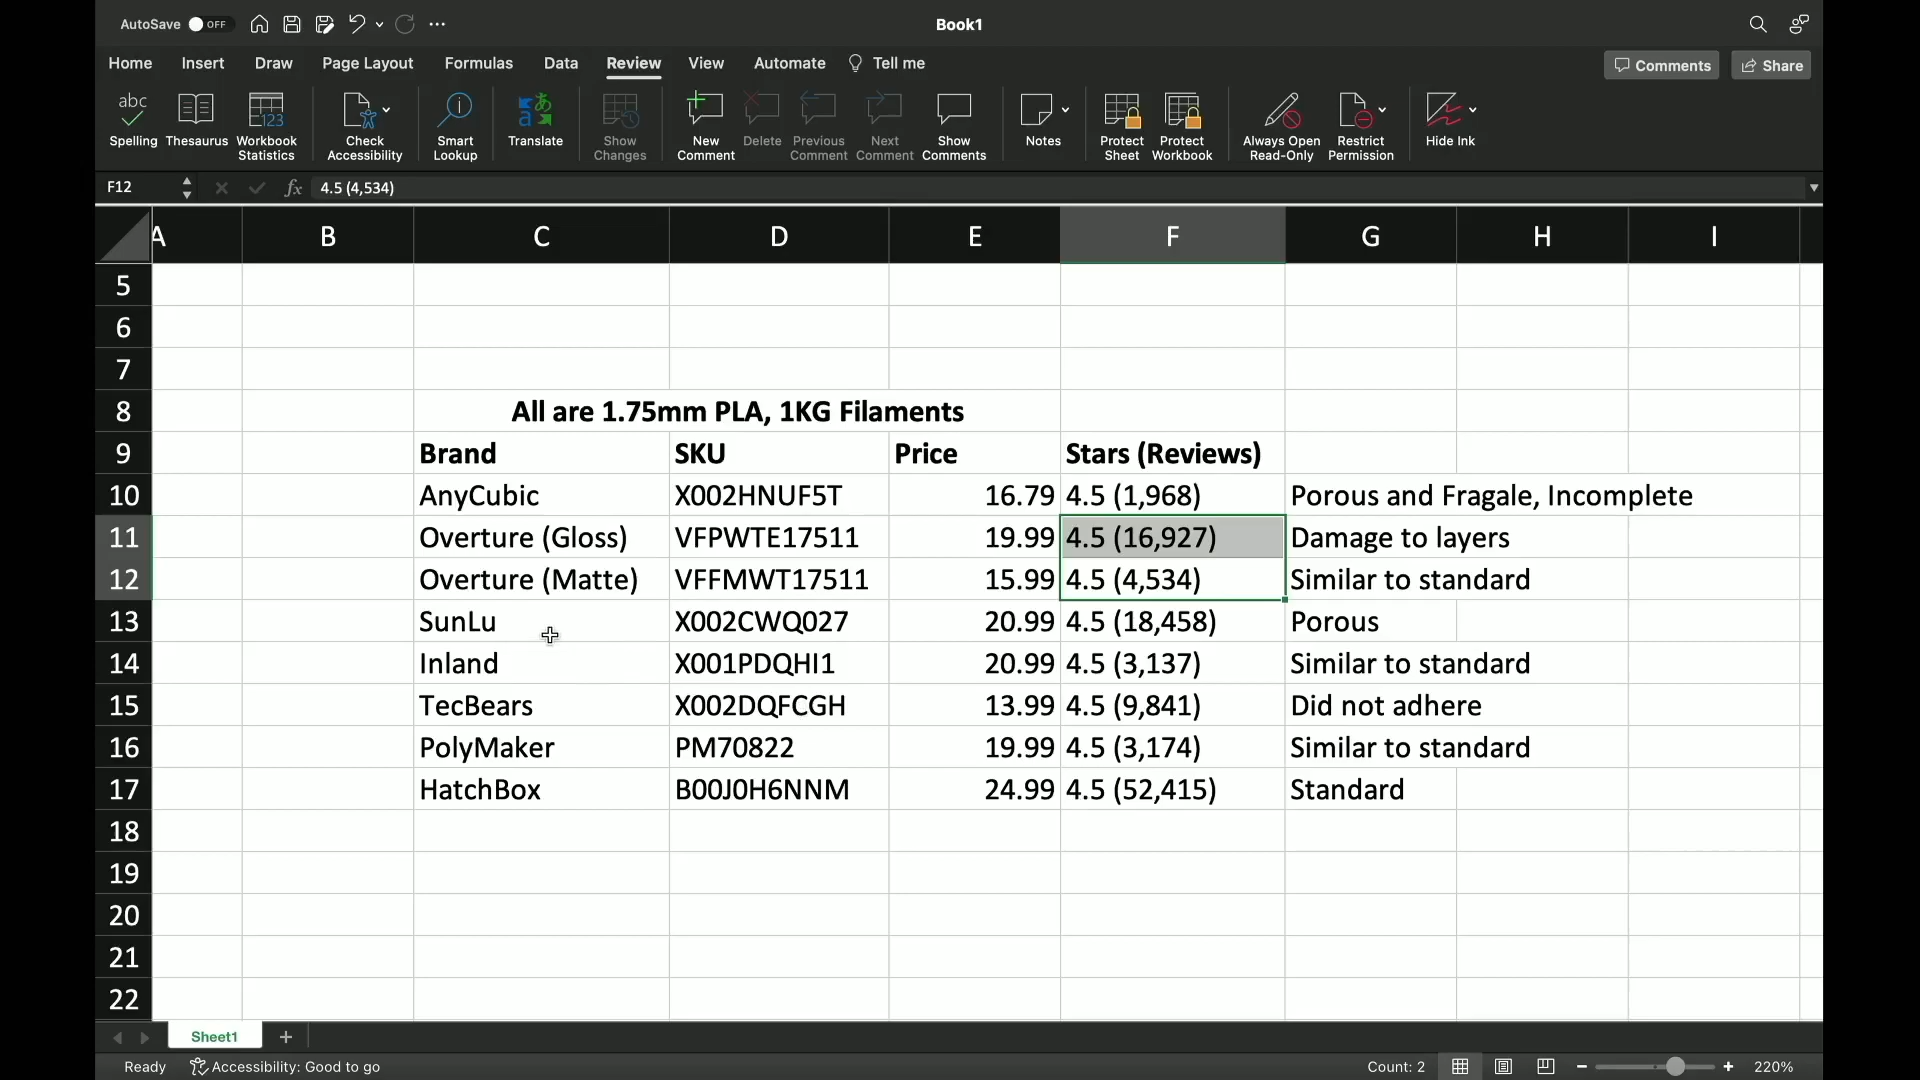 AutoSave OFF Book1
Home Insert Draw Page Layout Formulas Data Review View Automate Tell me Comments Share
abc
123
Spelling Thesaurus Workbook Statistics Check Accessibility Smart Lookup Translate Show Changes New Comment Delete Previous Comment Next Comment Show Comments Notes Protect Sheet Protect Workbook Always Open Read-Only Restrict Permission Hide Ink
F12 fx 4.5 (4,534)
A B C D E F G H I
5
6
7
8 All are 1.75mm PLA, 1KG Filaments
9 Brand SKU Price Stars (Reviews)
10 AnyCubic X002HNUF5T 16.79 4.5 (1,968) Porous and Fragale, Incomplete
11 Overture (Gloss) VFPWTE17511 19.99 4.5 (16,927) Damage to layers
12 Overture (Matte) VFFMWT17511 15.99 4.5 (4,534) Similar to standard
13 SunLu X002CWQ027 20.99 4.5 (18,458) Porous
14 Inland X001PDQHI1 20.99 4.5 (3,137) Similar to standard
15 TecBears X002DQFCGH 13.99 4.5 (9,841) Did not adhere
16 PolyMaker PM70822 19.99 4.5 (3,174) Similar to standard
17 HatchBox B00J0H6NNM 24.99 4.5 (52,415) Standard
18
19
20
21
22
Sheet1 +
Ready Accessibility: Good to go Count: 2 220%